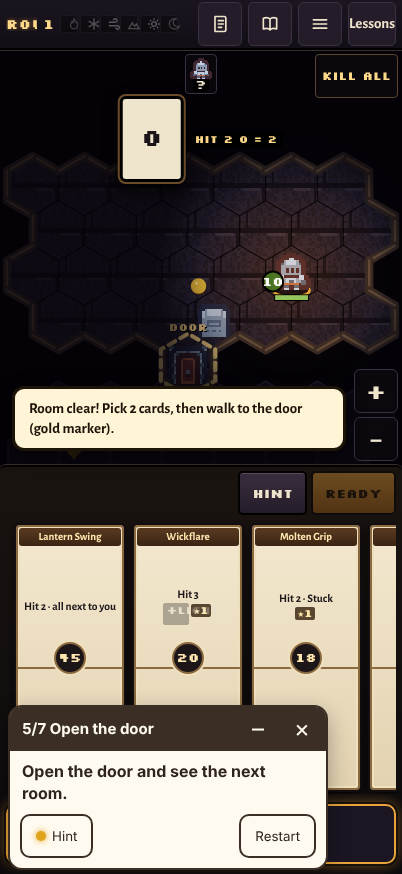 ROU 1
Lessons
?
KILL ALL
0
HIT 2 0 = 2
10
DOOR
Room clear! Pick 2 cards, then walk to the door
(gold marker).
+
–
HINT
READY
Lantern Swing
Wickflare
Molten Grip
Hit 2 · all next to you
Hit 3
★1
Hit 2 · Stuck
★1
45
20
18
5/7 Open the door
Open the door and see the next
room.
Hint
Restart